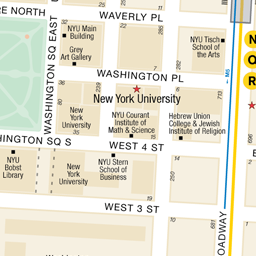 RE NORTH
WAVERLY PL
NYU Main
Building
Grey
Art Gallery
NYU Tisch
School of
the Arts
WASHINGTON SQ EAST
WASHINGTON PL
New York University
New
York
University
NYU Courant
Institute of
Math & Science
Hebrew Union
College & Jewish
Institute of Religion
HINGTON SQ S
WEST 4 ST
NYU
Bobst
Library
New
York
University
NYU Stern
School of
Business
WEST 3 ST
ROADWAY
N
O
R